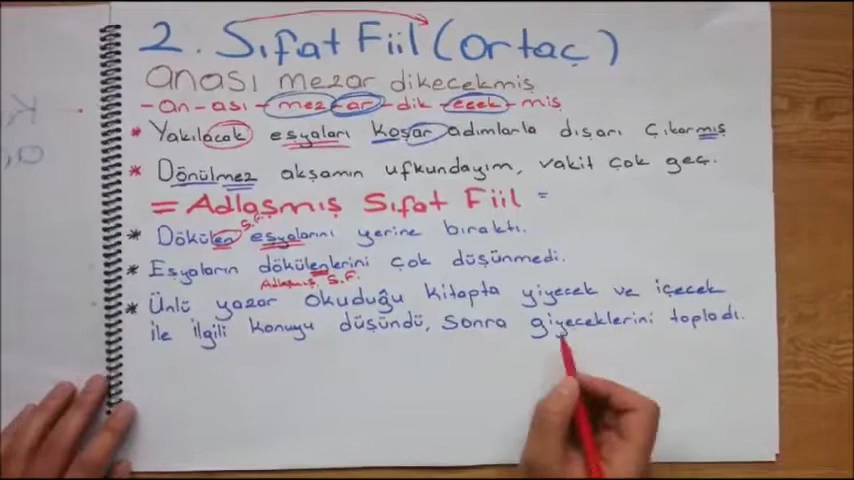 2. Sıfat Fiil (Ortaç)
anası mezar dikecekmiş
-an-ası-mez-ar-dik-ecek-miş
* Yakılacak eşyaları koşar adımlarla dışarı çıkarmış
* Dönülmez akşamın ufkundayım, vakit çok geç.
= Adlaşmış Sıfat Fiil =
S.F.
* Dökülen eşyalarını yerine bıraktı.
* Eşyaların dökülenlerini çok düşünmedi.
Adlaşmış S.F.
* Ünlü yazar okuduğu kitapta yiyecek ve içecek
ile ilgili konuyu düşündü, sonra giyeceklerini topladı.